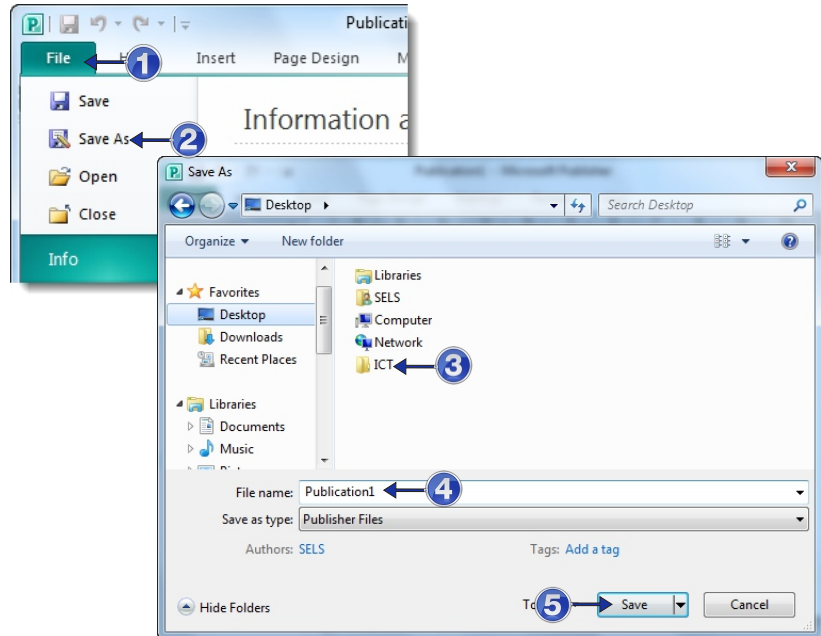 Publicati
File
1
Insert
Page Design
M
Save
Save As
2
Information a
Open
Close
Info
Save As
Desktop
Search Desktop
Organize
New folder
Favorites
Desktop
Downloads
Recent Places
Libraries
Documents
Music
Libraries
SELS
Computer
Network
ICT
3
File name: Publication1
4
Save as type: Publisher Files
Authors: SELS
Tags: Add a tag
Hide Folders
5
Save
Cancel